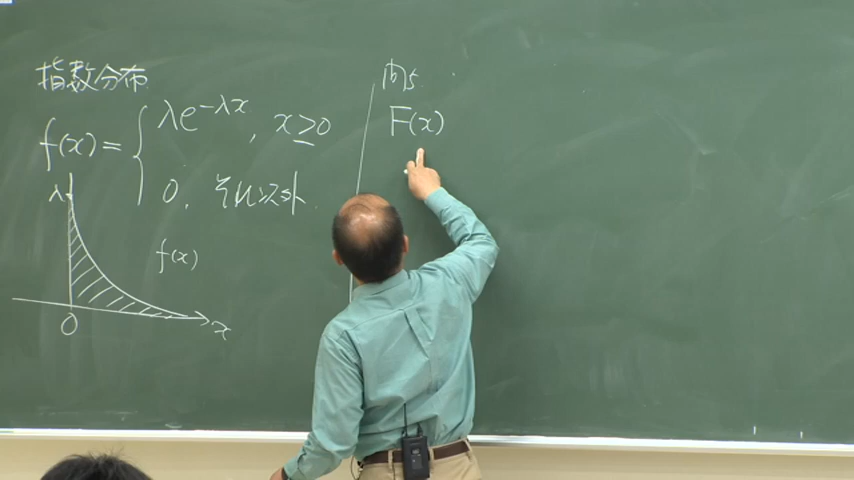 指数分布
f(x) = { λe^{-λx}, x ≥ 0
0, それ以外
λ
f(x)
0
x
問5
F(x)